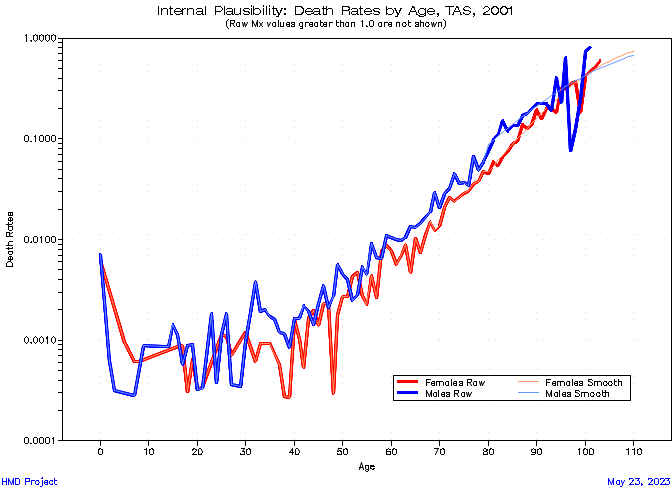 Internal Plausibility: Death Rates by Age, TAS, 2001
(Raw Mx values greater than 1.0 are not shown)
1.0000
0.1000
0.0100
0.0010
0.0001
Death Rates
Females Raw
Females Smooth
Males Raw
Males Smooth
0 10 20 30 40 50 60 70 80 90 100 110
Age
HMD Project
May 23, 2023